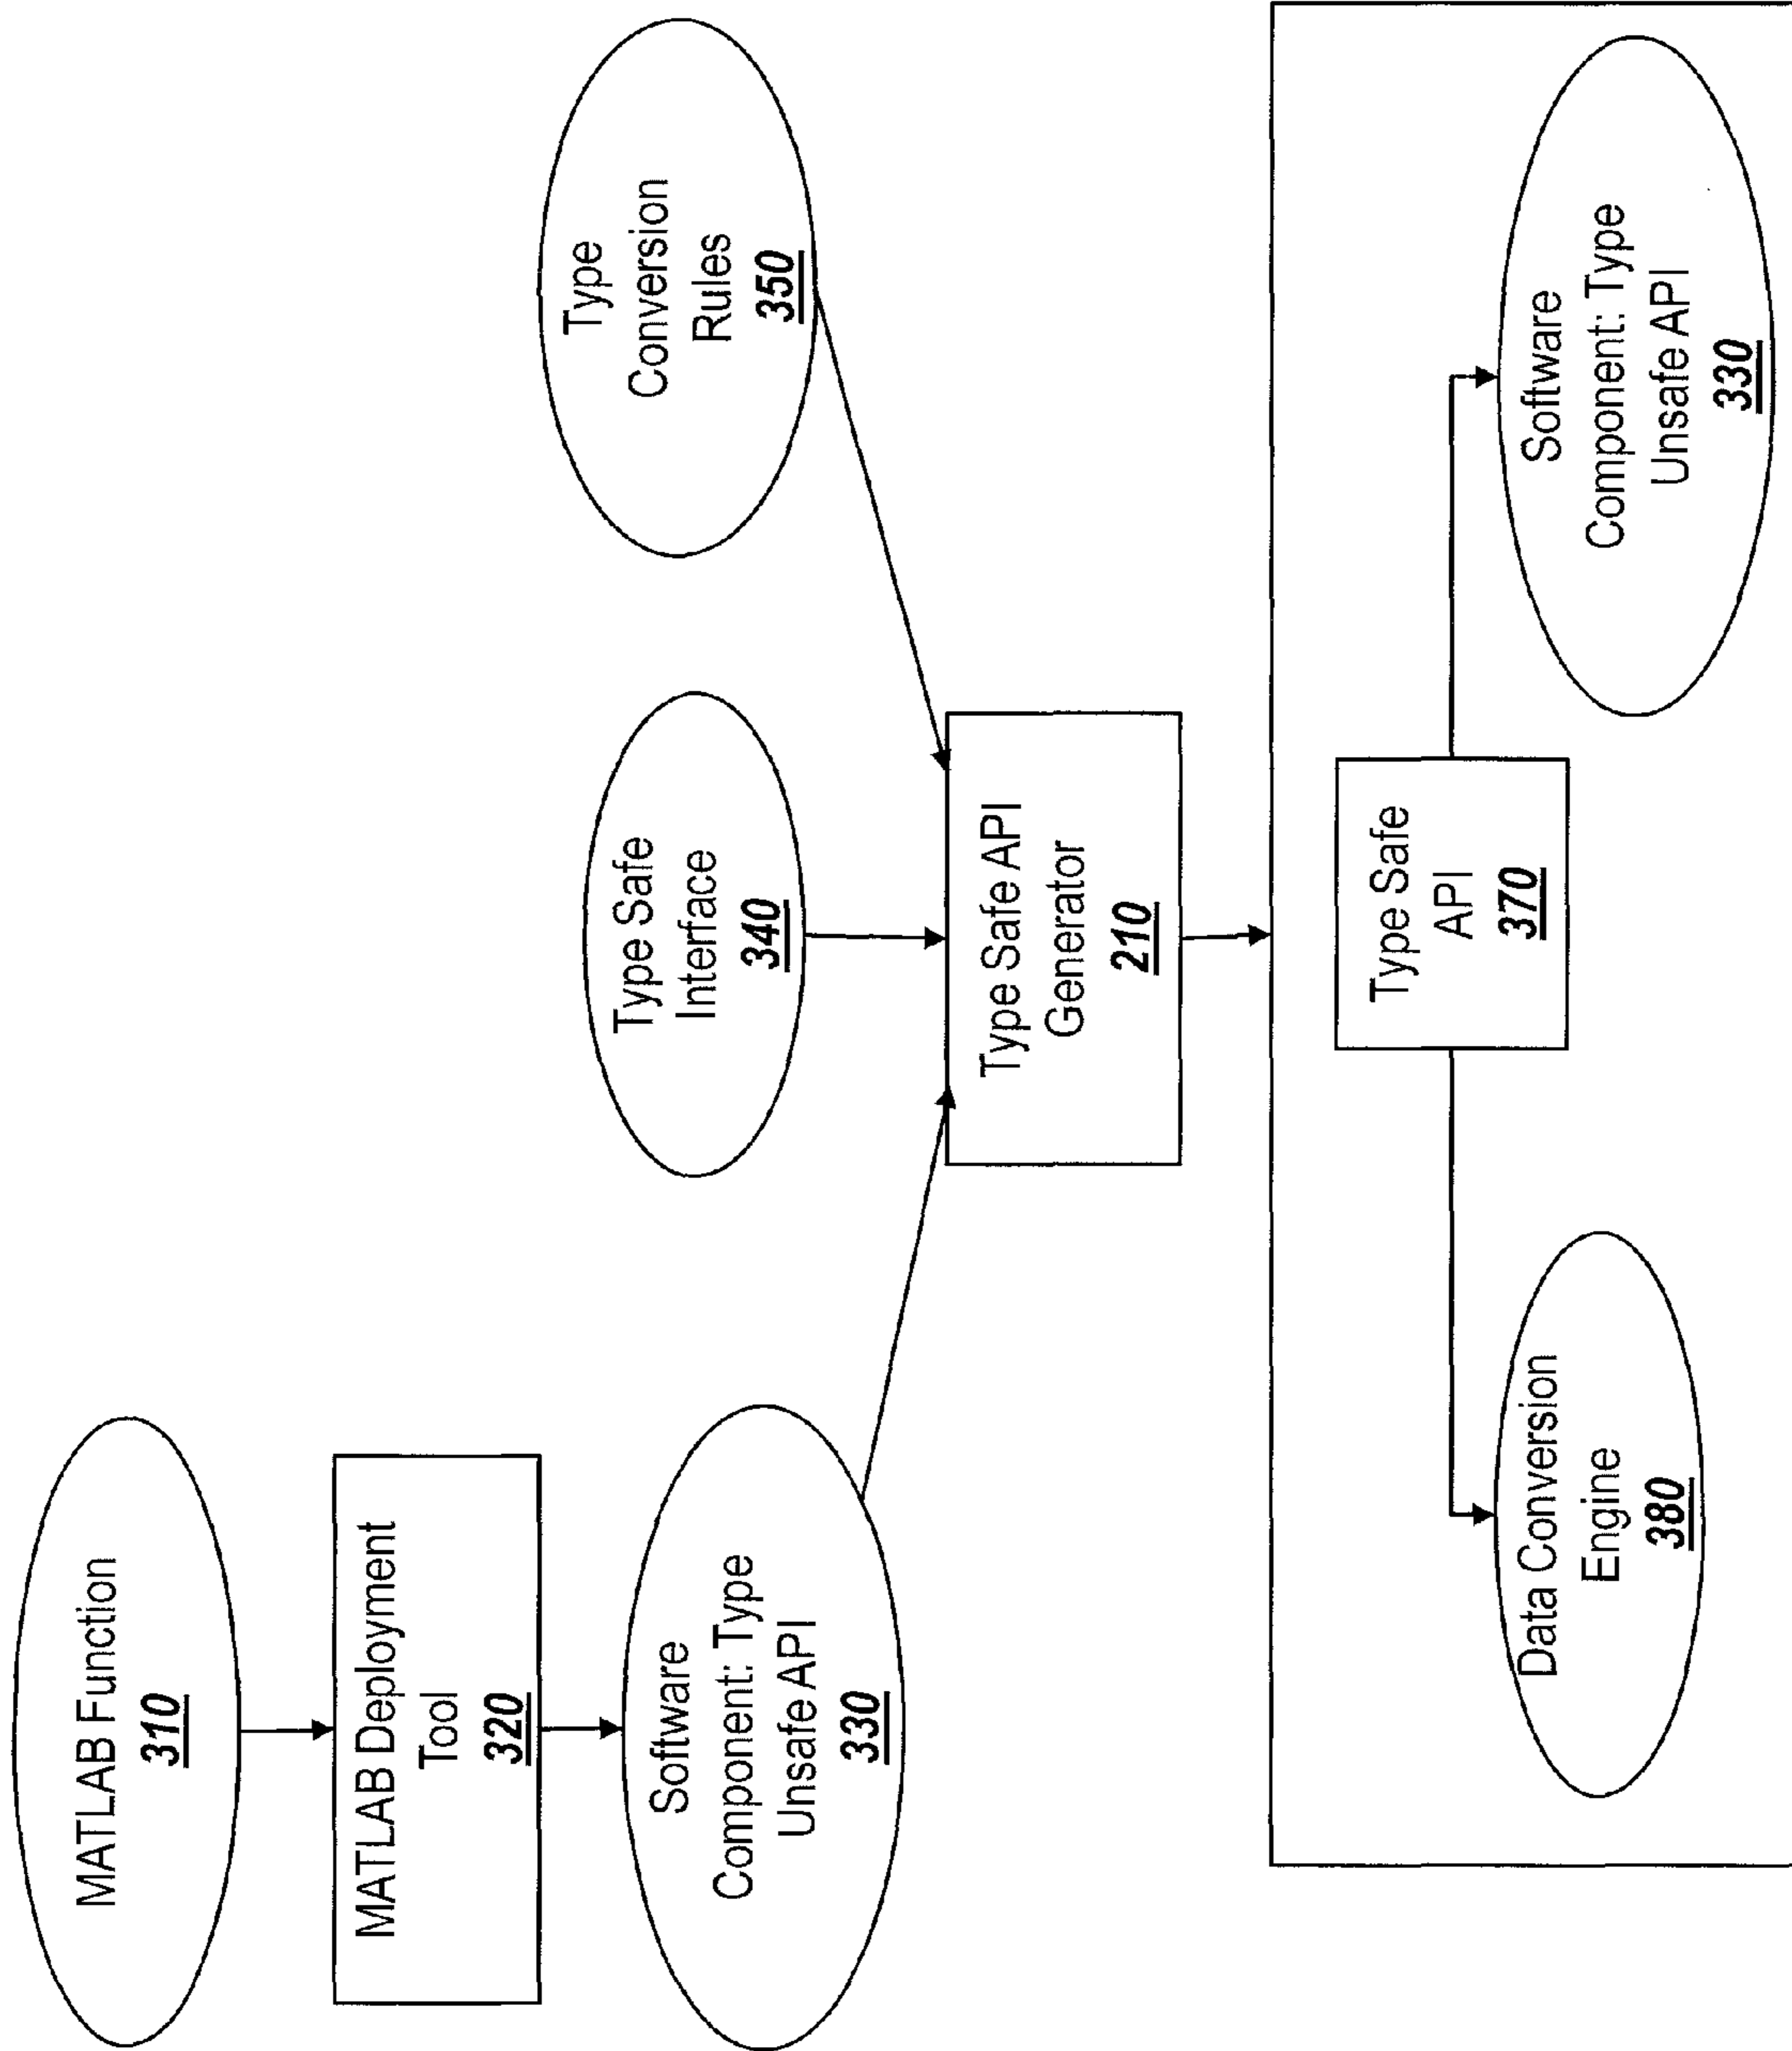 MATLAB Function
310
MATLAB Deployment
Tool
320
Software
Component: Type
Unsafe API
330
Type Safe
Interface
340
Type
Conversion
Rules
350
Type Safe API
Generator
210
Type Safe
API
370
Data Conversion
Engine
380
Software
Component: Type
Unsafe API
330